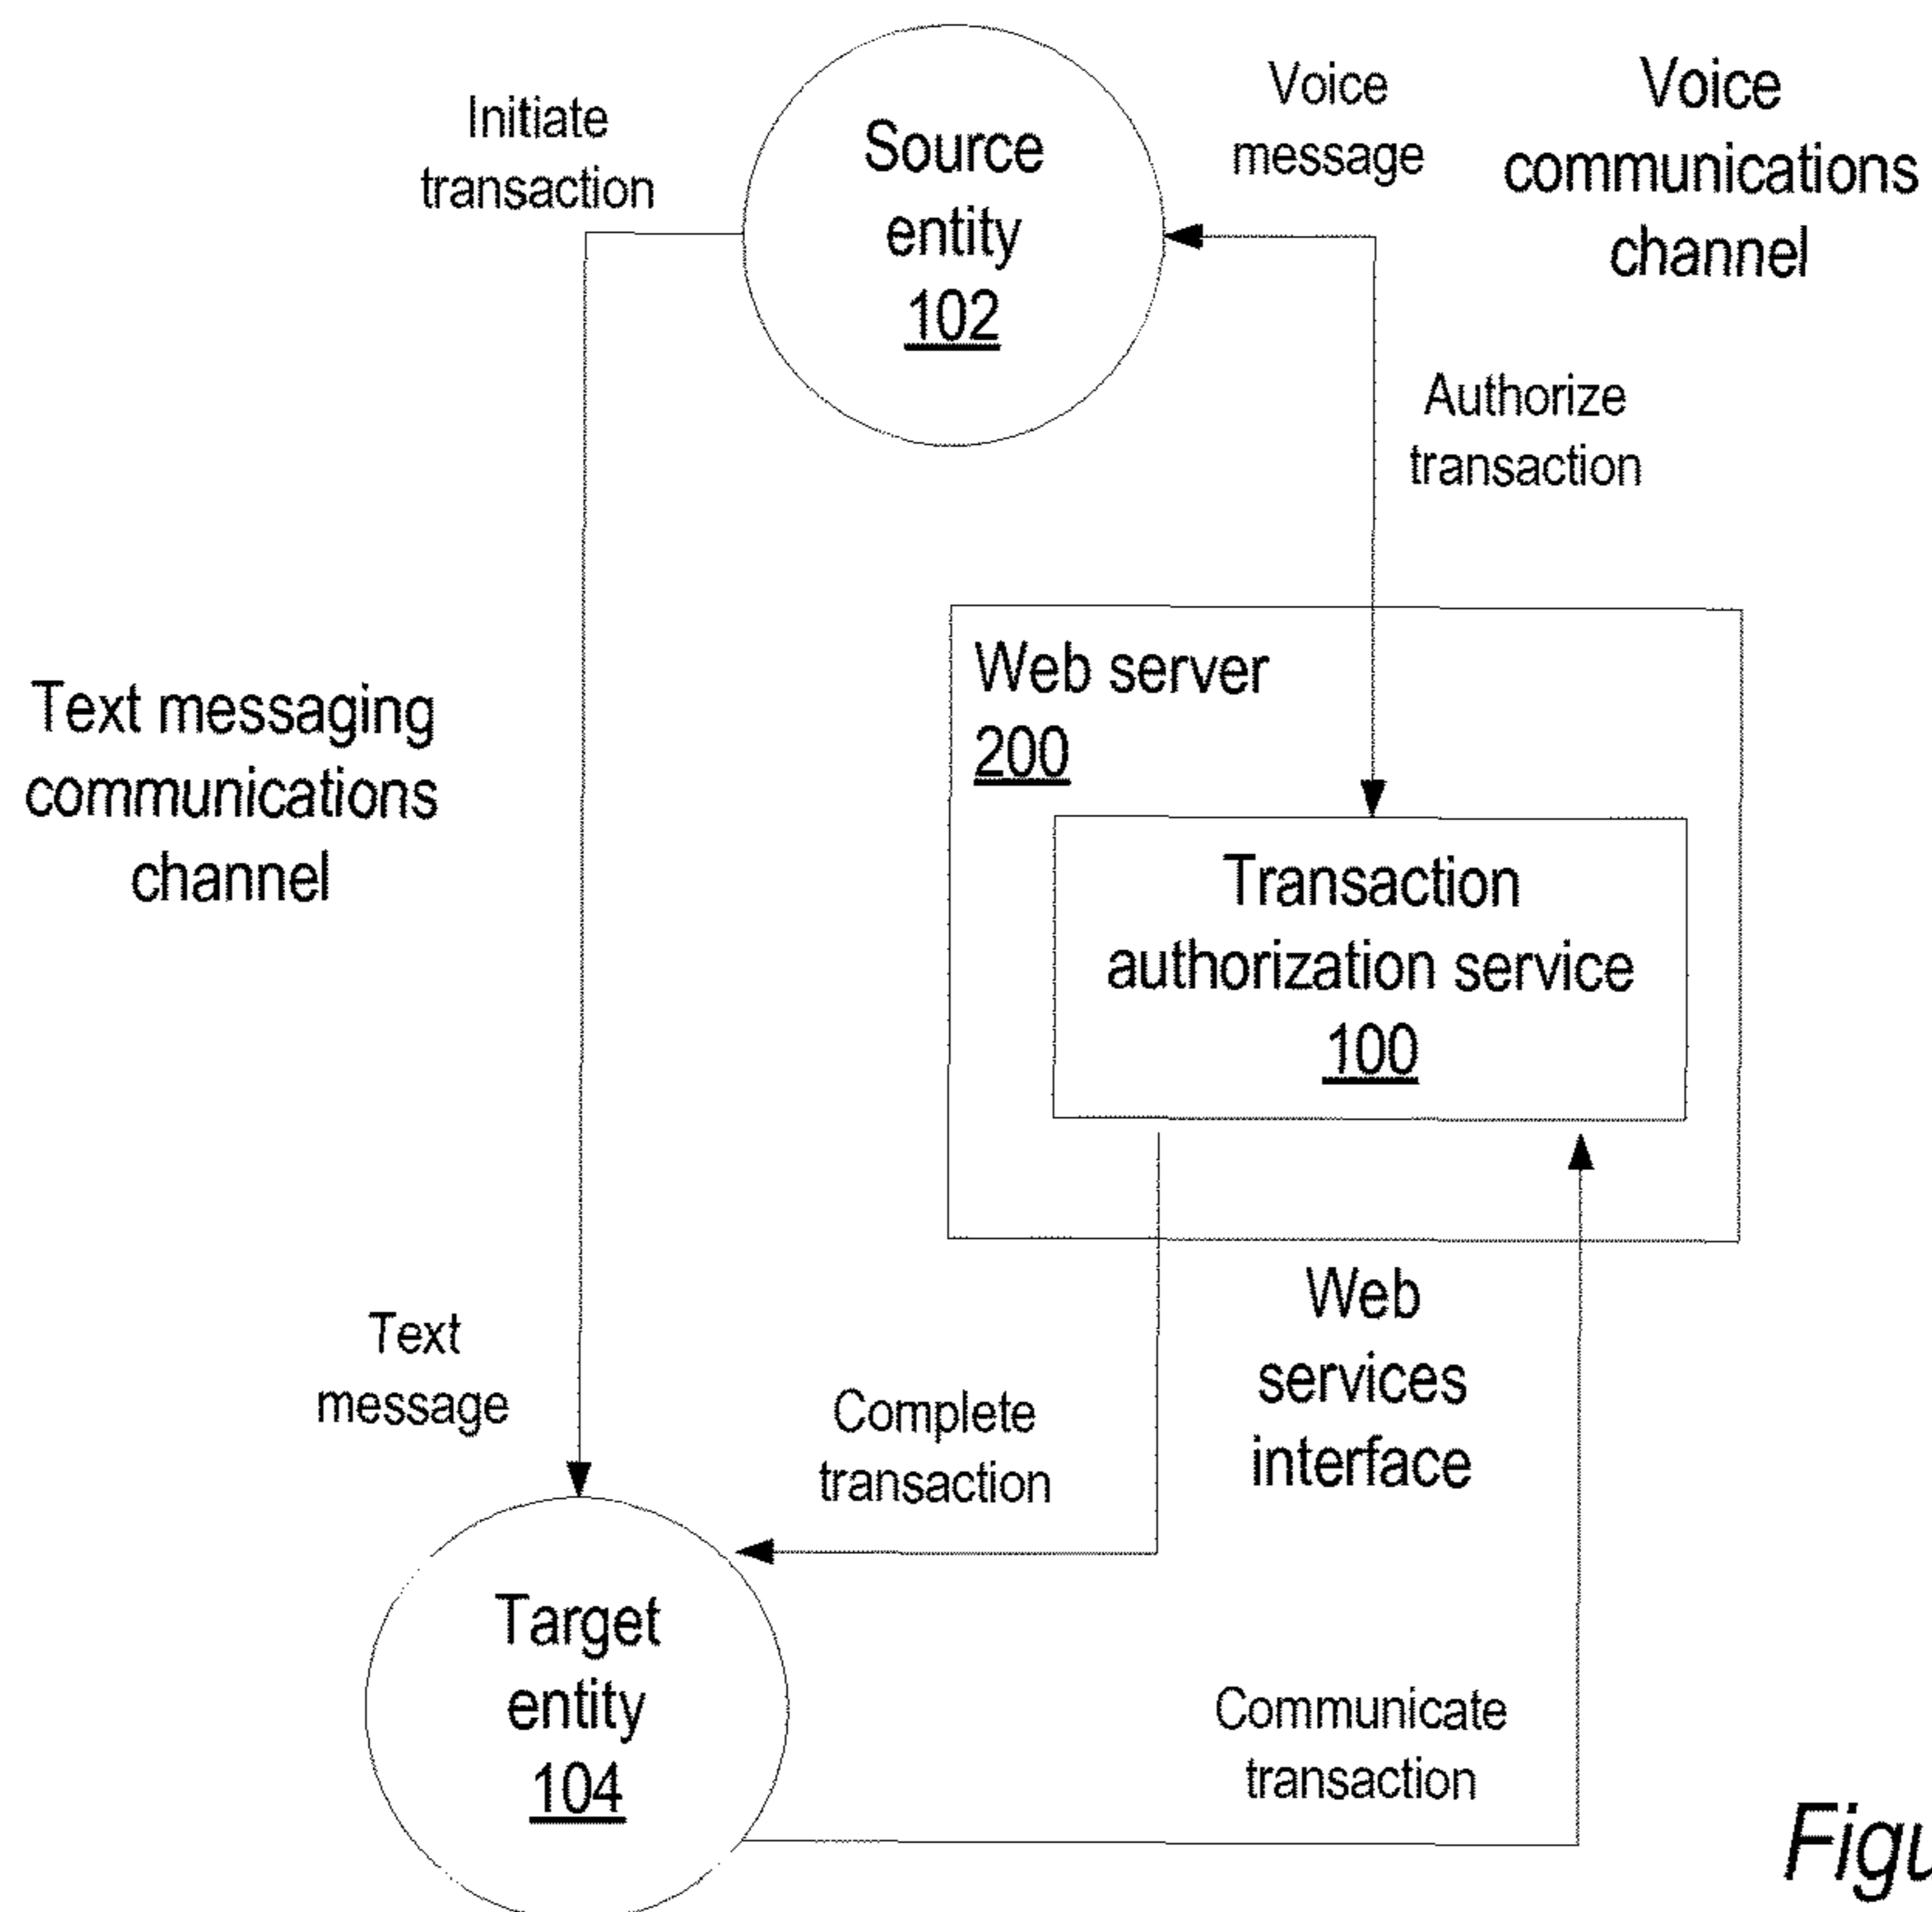 Initiate
transaction
Source
entity
102
Voice
message
Voice
communications
channel
Authorize
transaction
Text messaging
communications
channel
Web server
200
Transaction
authorization service
100
Text
message
Complete
transaction
Web
services
interface
Target
entity
104
Communicate
transaction